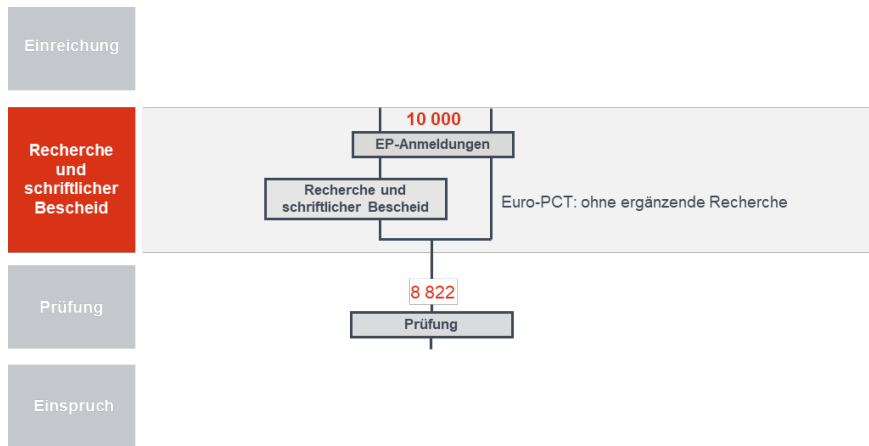 Einreichung
Recherche
und
schriftlicher
Bescheid
10 000
EP-Anmeldungen
Recherche und
schriftlicher Bescheid
Euro-PCT: ohne ergänzende Recherche
Prüfung
8 822
Prüfung
Einspruch